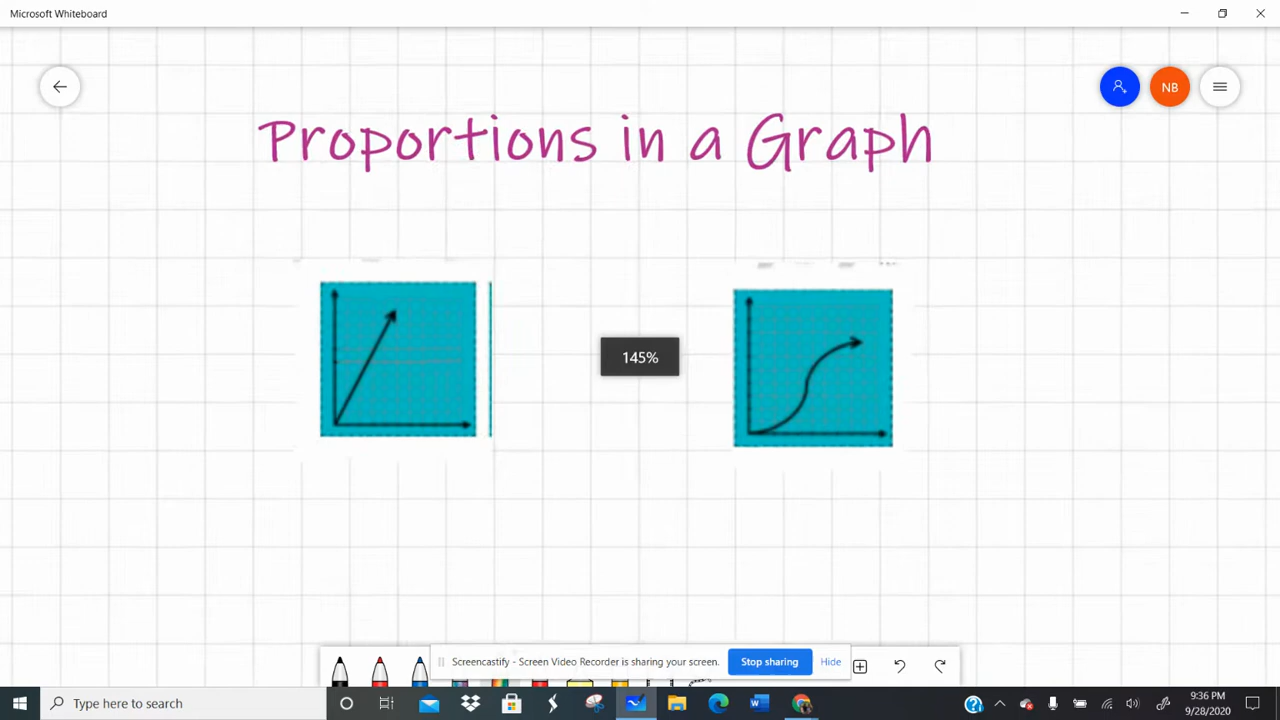 Microsoft Whiteboard
NB
Proportions in a Graph
145%
Screencastify - Screen Video Recorder is sharing your screen.
Stop sharing
Hide
Type here to search
9:36 PM
9/28/2020